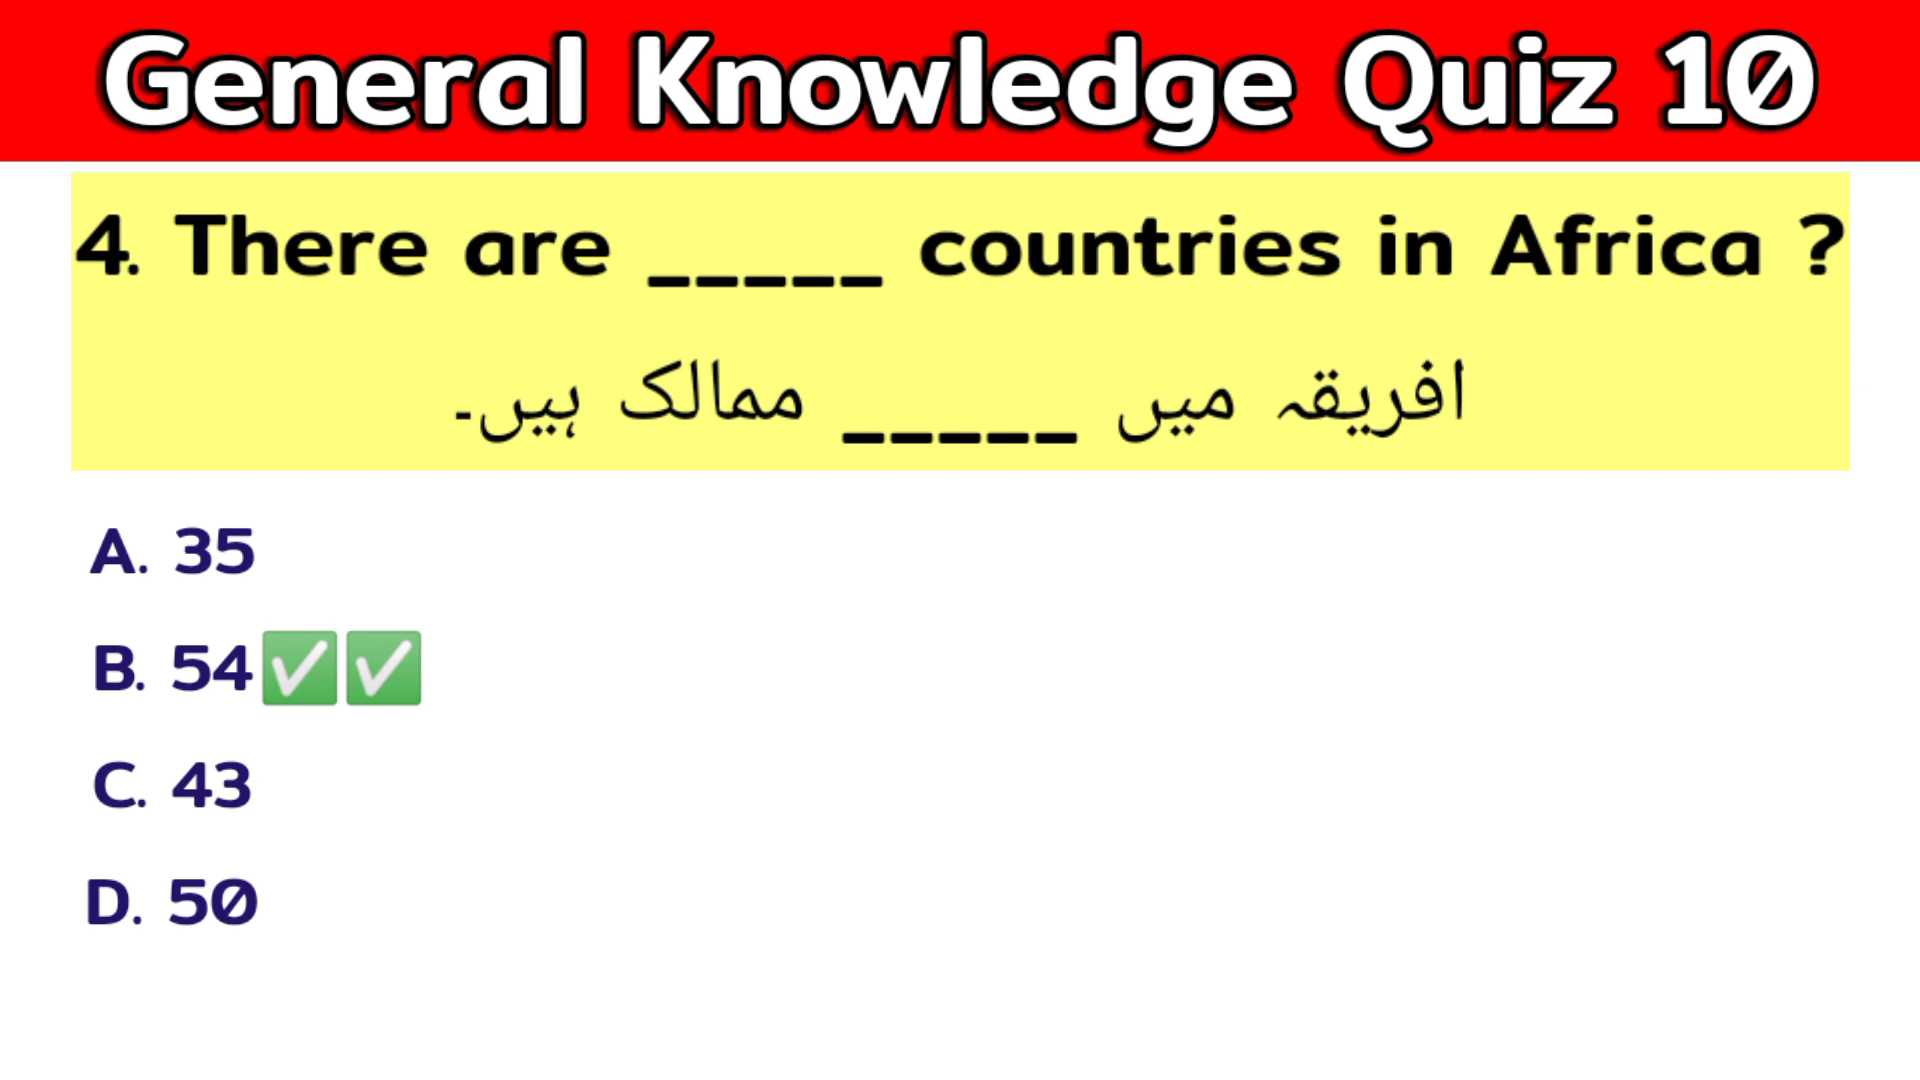 General Knowledge Quiz 10
4. There are _____ countries in Africa ?
افریقہ میں _____ ممالک ہیں۔
A. 35
B. 54✅✅
C. 43
D. 50